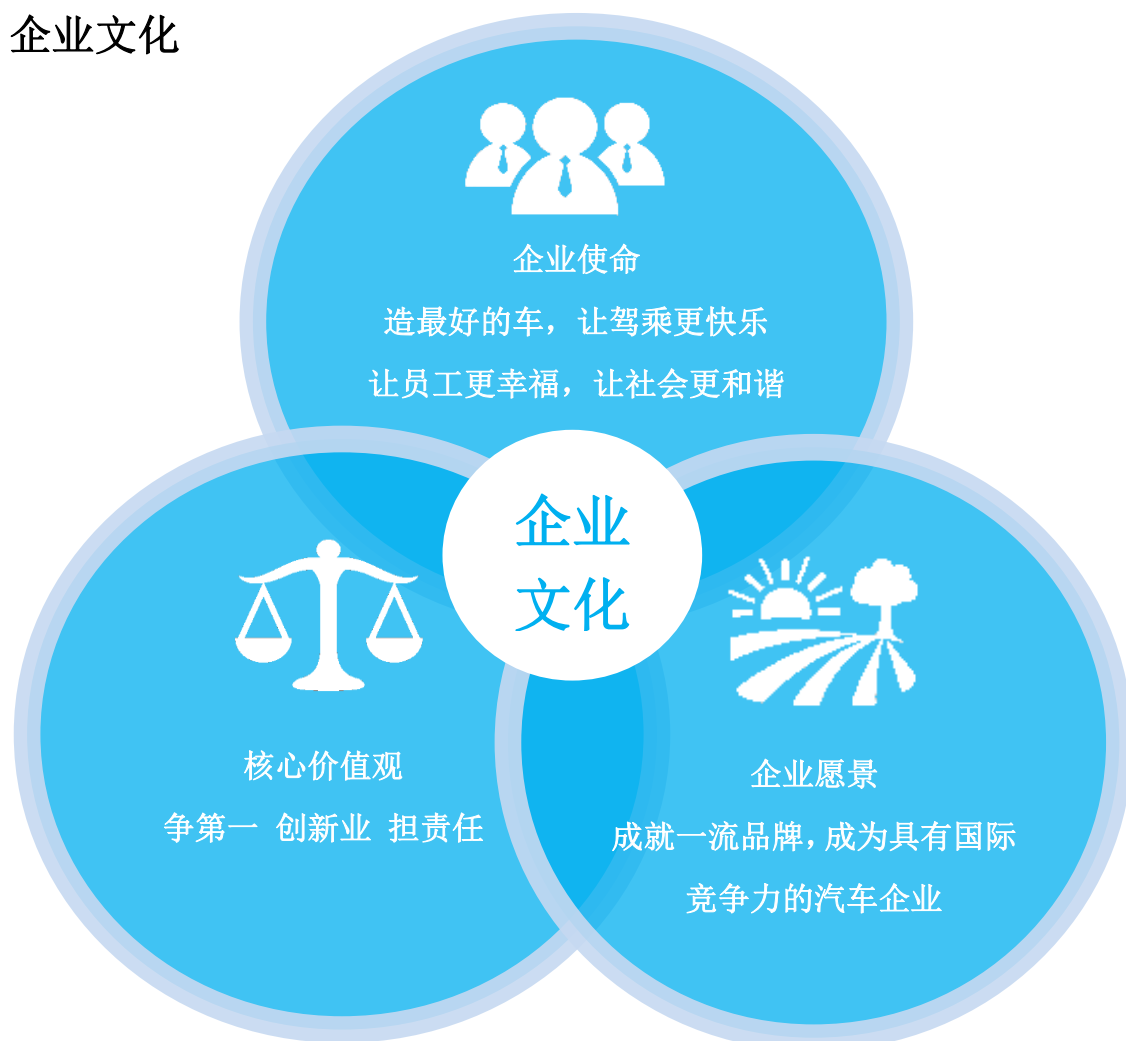 企业文化
企业使命
造最好的车，让驾乘更快乐
让员工更幸福，让社会更和谐
企业
文化
核心价值观
争第一 创新业 担责任
企业愿景
成就一流品牌，成为具有国际
竞争力的汽车企业